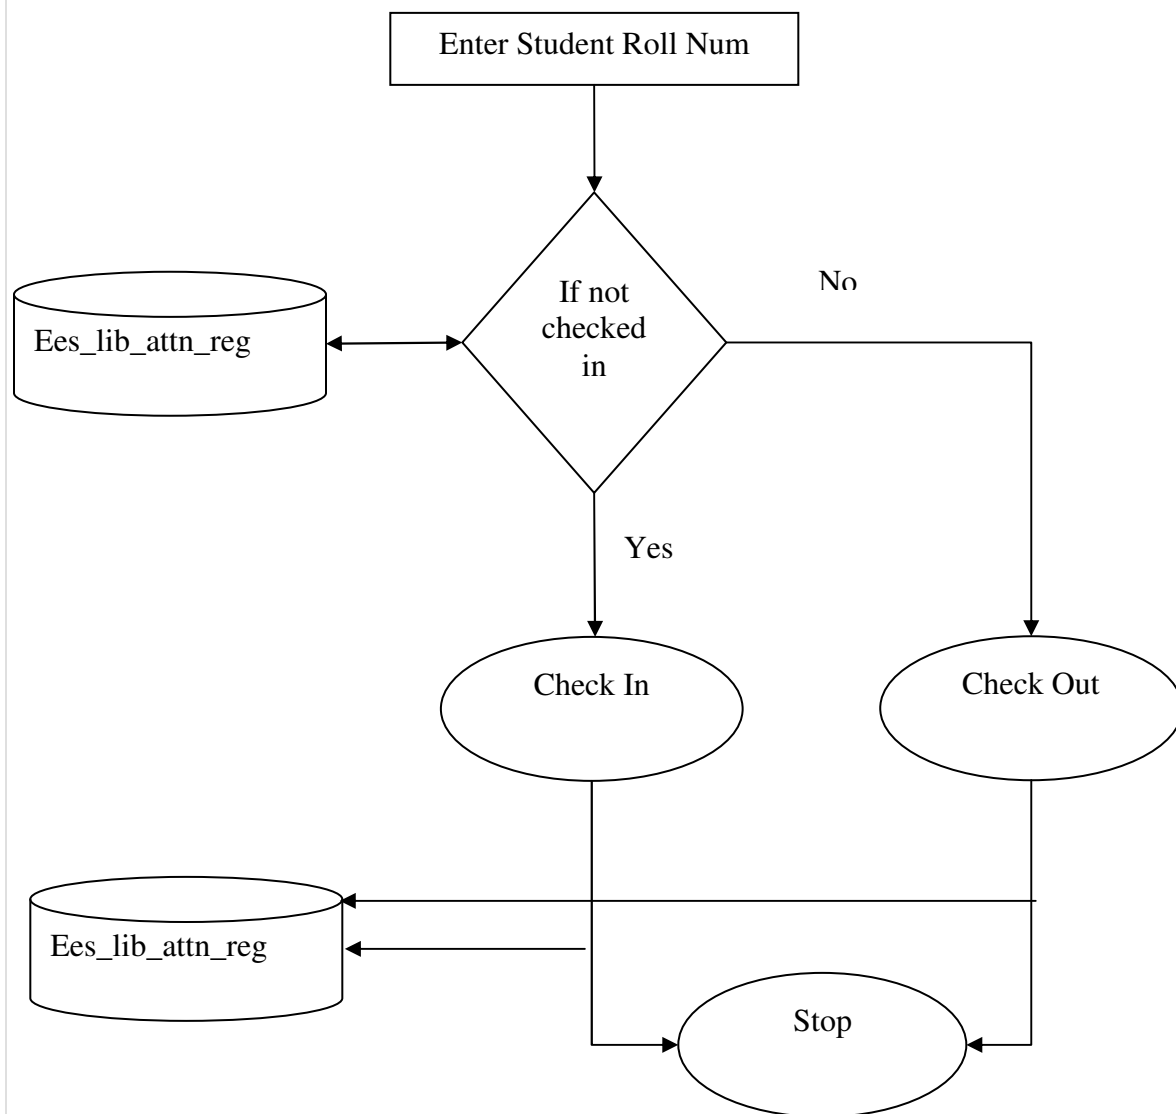 Enter Student Roll Num
If not
checked
in
No
Ees_lib_attn_reg
Yes
Check In
Check Out
Ees_lib_attn_reg
Stop